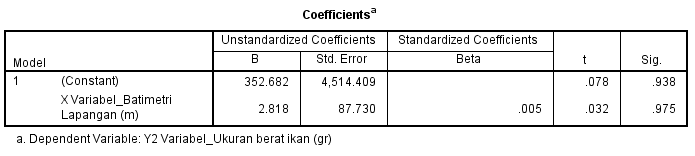 Coefficientsa
Unstandardized Coefficients Standardized Coefficients
Model B Std. Error Beta t Sig.
1 (Constant) 352.682 4,514.409 .078 .938
X Variabel_Batimetri
Lapangan (m) 2.818 87.730 .005 .032 .975
a. Dependent Variable: Y2 Variabel_Ukuran berat ikan (gr)